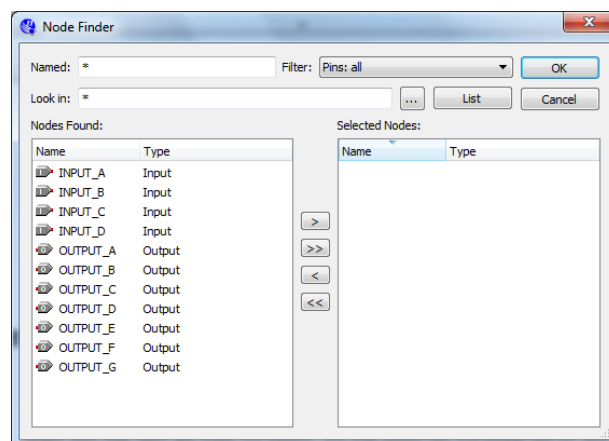 Node Finder
Named: * Filter: Pins: all OK
Look in: * ... List Cancel
Nodes Found: Selected Nodes:
Name Type Name Type
INPUT_A Input
INPUT_B Input
INPUT_C Input
INPUT_D Input
OUTPUT_A Output
OUTPUT_B Output
OUTPUT_C Output
OUTPUT_D Output
OUTPUT_E Output
OUTPUT_F Output
OUTPUT_G Output
>
>>
<
<<